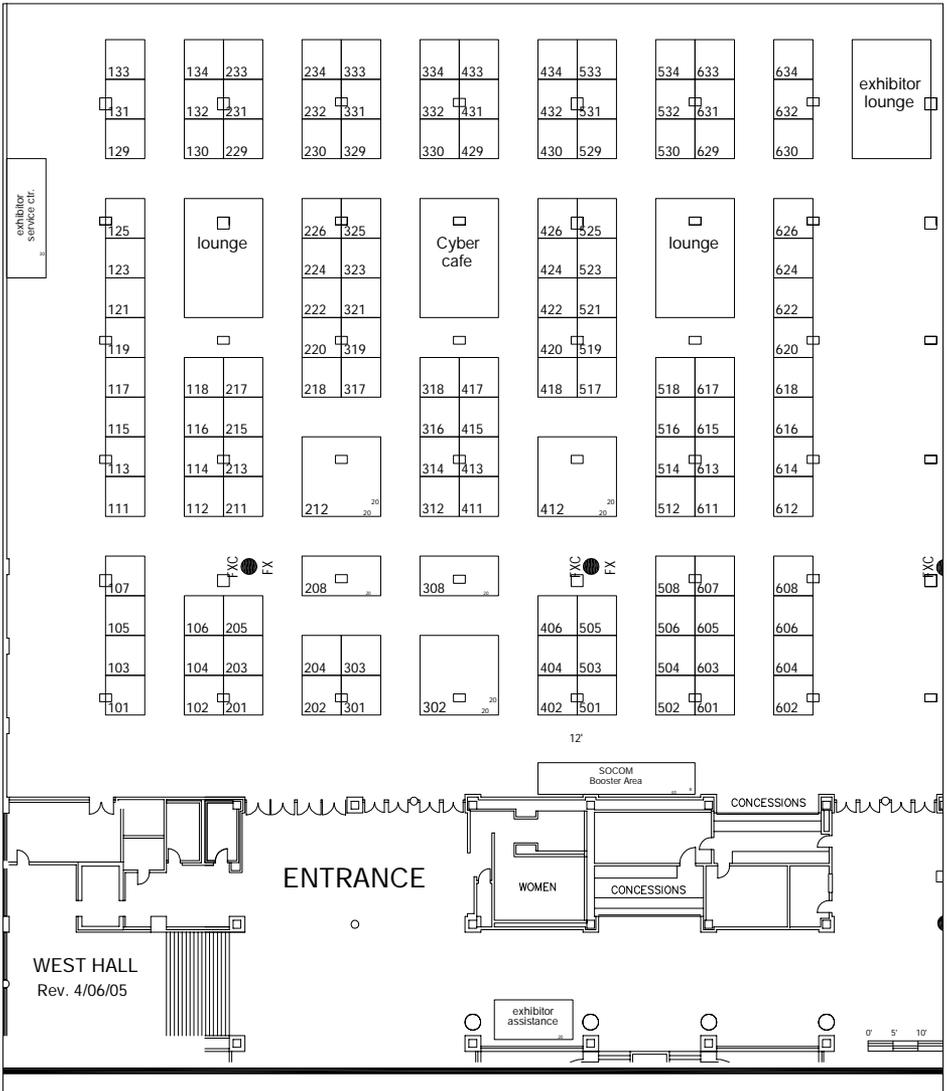 133 134 233 234 333 334 433 434 533 534 633 634
exhibitor
lounge
131 132 231 232 331 332 431 432 531 532 631 632
129 130 229 230 329 330 429 430 529 530 629 630
exhibitor
service ctr.
125 226 325 426 525 626
lounge Cyber lounge
cafe
123 224 323 424 523 624
121 222 321 422 521 622
119 220 319 420 519 620
117 118 217 218 317 318 417 418 517 518 617 618
115 116 215 316 415 516 615 616
113 114 213 314 413 514 613 614
20 20
111 112 211 212 20 312 411 412 20 512 611 612
FXC FX FXC FX FXC
107 208 20 308 20 508 607 608
105 106 205 406 505 506 605 606
103 104 203 204 303 404 503 504 603 604
20
101 102 201 202 301 302 20 402 501 502 601 602
12'
SOCOM
Booster Area
CONCESSIONS
ENTRANCE
WOMEN
CONCESSIONS
WEST HALL
Rev. 4/06/05
exhibitor
assistance
0' 5' 10'